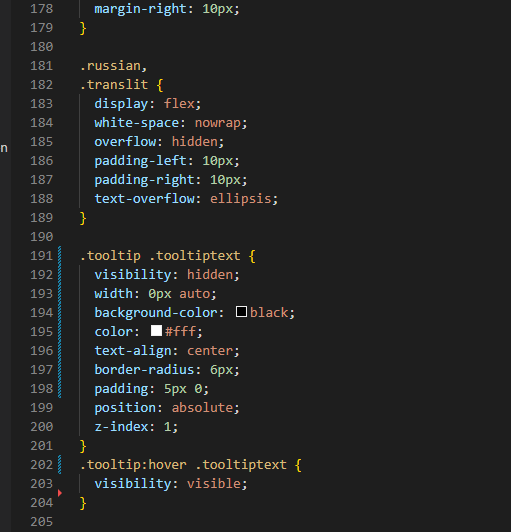 n
178 margin-right: 10px;
179 }
180
181 .russian,
182 .translit {
183 display: flex;
184 white-space: nowrap;
185 overflow: hidden;
186 padding-left: 10px;
187 padding-right: 10px;
188 text-overflow: ellipsis;
189 }
190
191 .tooltip .tooltiptext {
192 visibility: hidden;
193 width: 0px auto;
194 background-color: black;
195 color: #fff;
196 text-align: center;
197 border-radius: 6px;
198 padding: 5px 0;
199 position: absolute;
200 z-index: 1;
201 }
202 .tooltip:hover .tooltiptext {
203 visibility: visible;
204 }
205